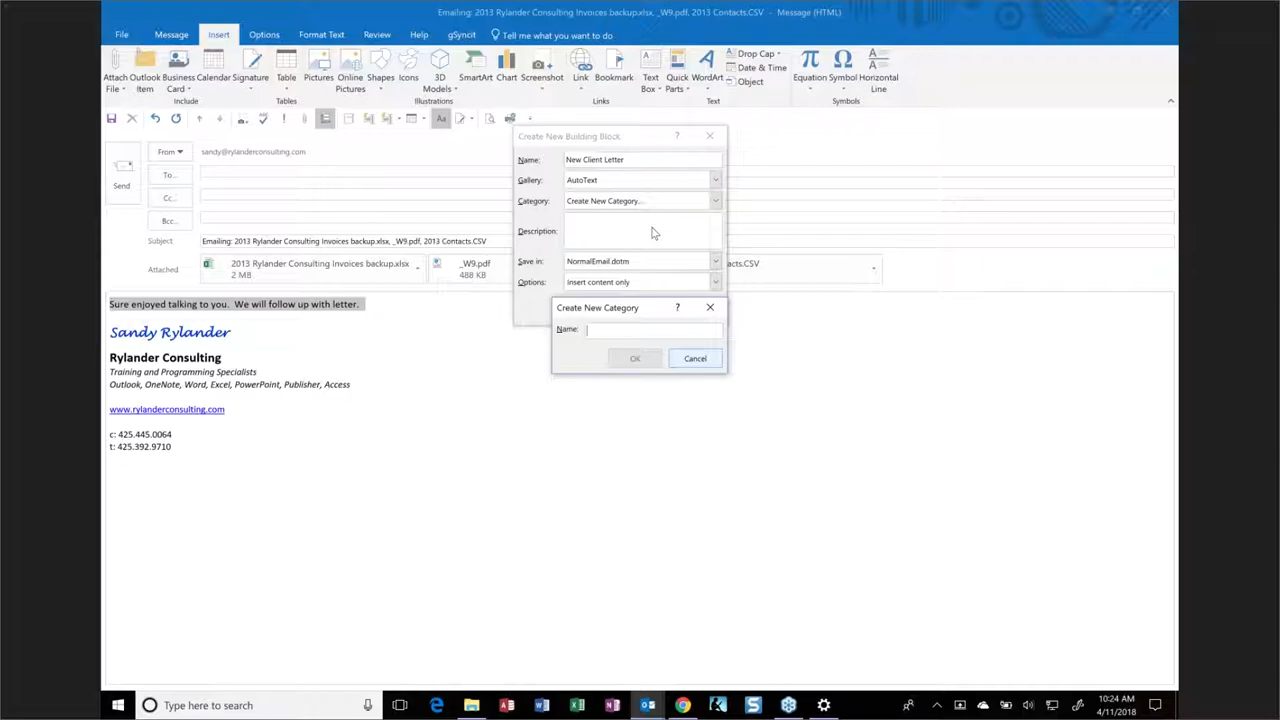 Emailing: 2013 Rylander Consulting Invoices backup.xlsx, _W9.pdf, 2013 Contacts.CSV - Message (HTML)
File Message Insert Options Format Text Review Help gSyncit Tell me what you want to do
Attach File Outlook Item Business Card Calendar Signature Table Pictures Online Pictures Shapes Icons 3D Models SmartArt Chart Screenshot Link Bookmark Text Box Quick Parts WordArt Drop Cap Date & Time Object Equation Symbol Horizontal Line
Include Tables Illustrations Links Text Symbols
Aa
Create New Building Block ?
Name: New Client Letter
Gallery: AutoText
Category: Create New Category...
Description:
Save in: NormalEmail.dotm
Options: Insert content only
Create New Category ?
Name:
OK Cancel
Send
From sandy@rylanderconsulting.com
To...
Cc...
Bcc...
Subject Emailing: 2013 Rylander Consulting Invoices backup.xlsx, _W9.pdf, 2013 Contacts.CSV
Attached 2013 Rylander Consulting Invoices backup.xlsx _W9.pdf cts.CSV
2 MB 488 KB
Sure enjoyed talking to you. We will follow up with letter.
Sandy Rylander
Rylander Consulting
Training and Programming Specialists
Outlook, OneNote, Word, Excel, PowerPoint, Publisher, Access
www.rylanderconsulting.com
c: 425.445.0064
t: 425.392.9710
Type here to search
10:24 AM
4/11/2018